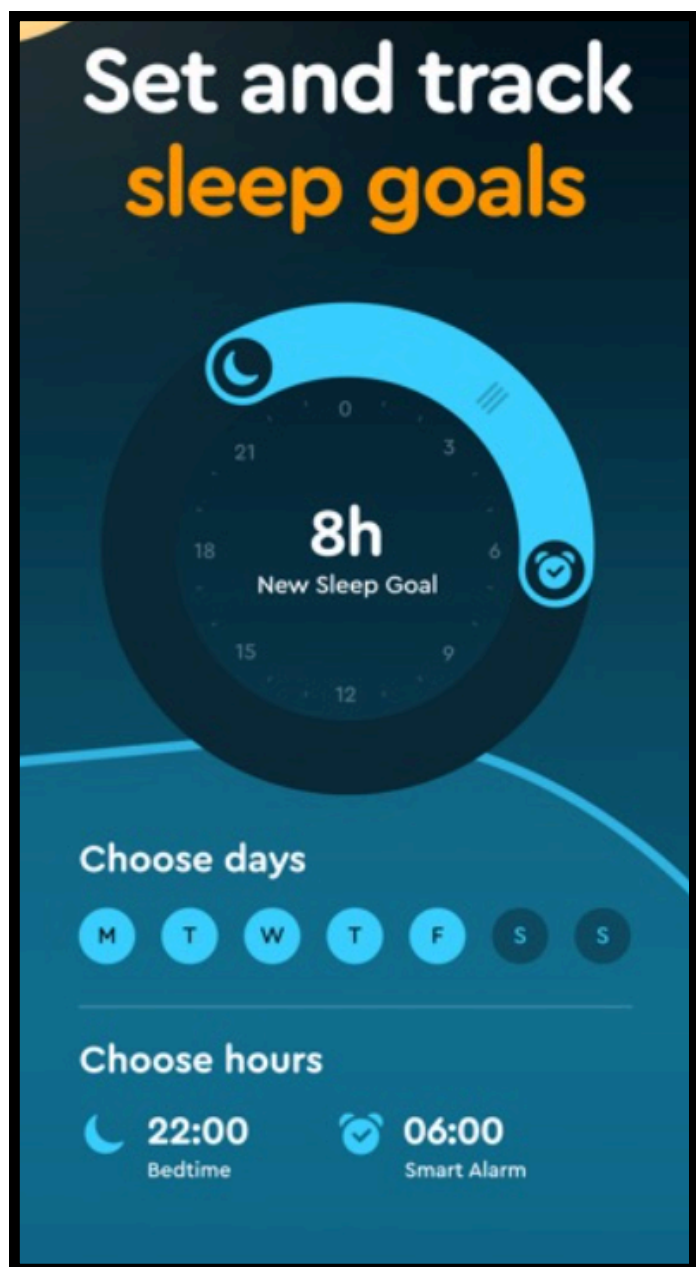 Set and track
sleep goals
0
21 3
8h
18 6
New Sleep Goal
15 9
12
Choose days
M T W T F S S
Choose hours
22:00 06:00
Bedtime Smart Alarm